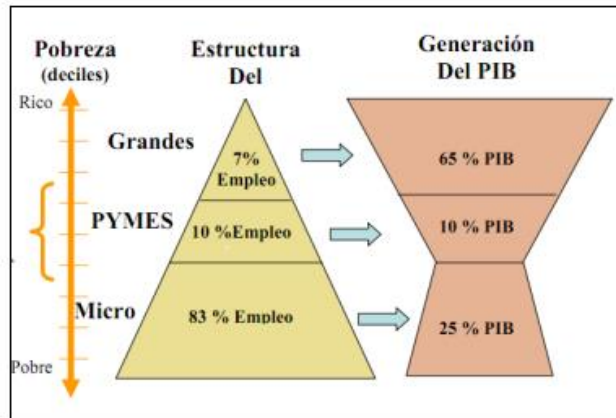 Pobreza
(deciles)
Estructura
Del
Generación
Del PIB
Rico
Grandes
7%
Empleo
65 % PIB
PYMES
10 %Empleo
10 % PIB
Micro
83 % Empleo
25 % PIB
Pobre